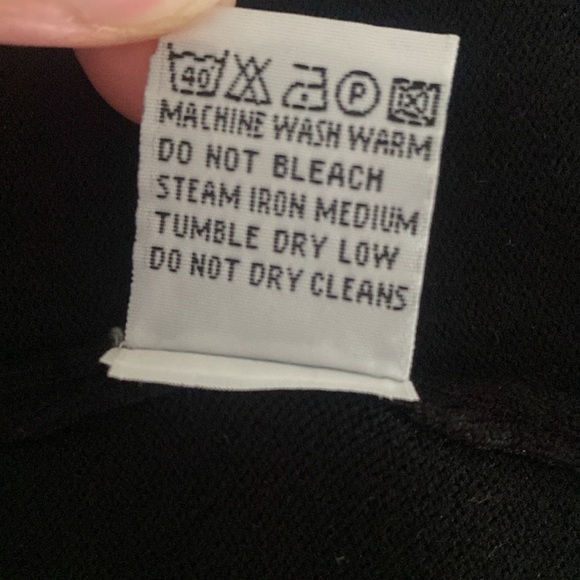 40 P
MACHINE WASH WARM
DO NOT BLEACH
STEAM IRON MEDIUM
TUMBLE DRY LOW
DO NOT DRY CLEANS